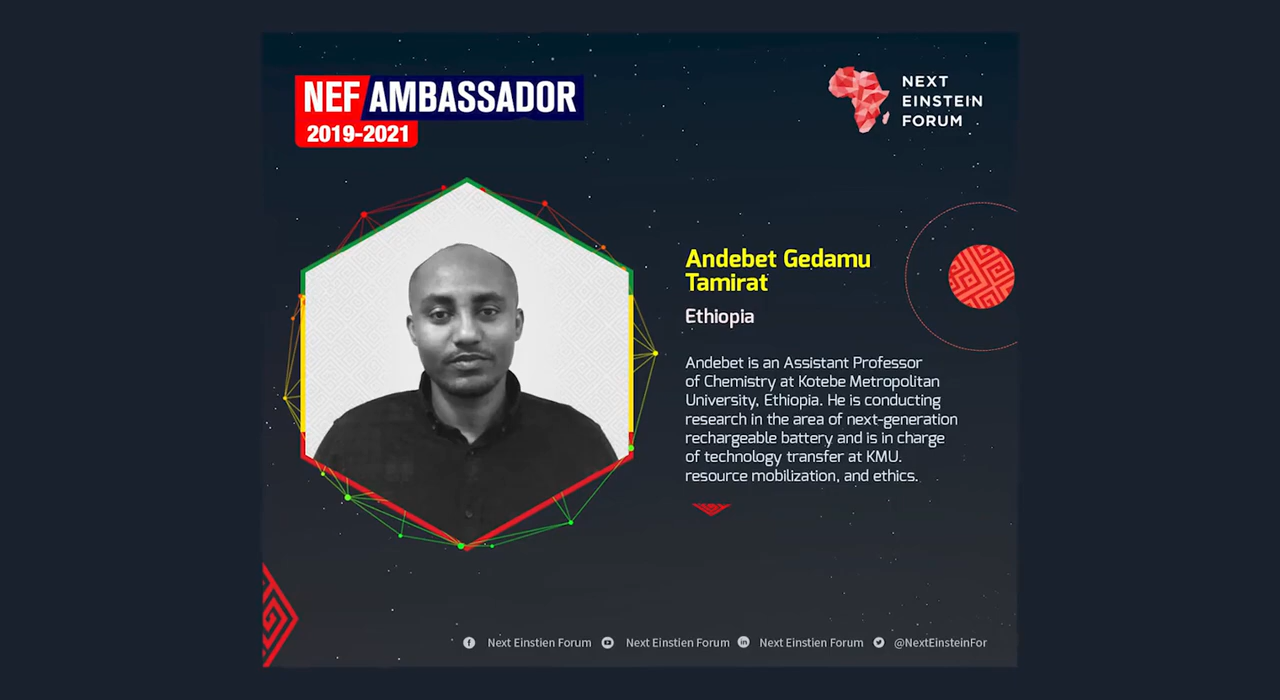 NEF AMBASSADOR
2019-2021
NEXT
EINSTEIN
FORUM
Andebet Gedamu
Tamirat
Ethiopia
Andebet is an Assistant Professor
of Chemistry at Kotebe Metropolitan
University, Ethiopia. He is conducting
research in the area of next-generation
rechargeable battery and is in charge
of technology transfer at KMU.
resource mobilization, and ethics.
Next Einstien Forum Next Einstien Forum Next Einstien Forum @NextEinsteinFor